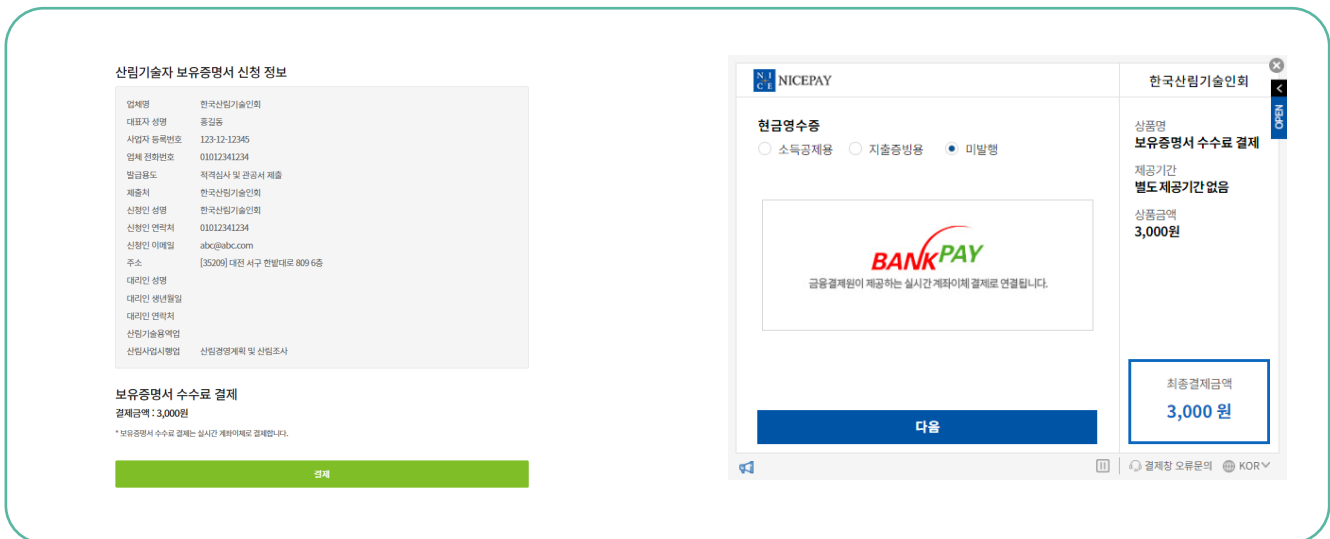 산림기술자 보유증명서 신청 정보
업체명 한국산림기술인회
대표자 성명 홍길동
사업자 등록번호 123-12-12345
업체 전화번호 01012341234
발급용도 적격심사 및 관공서 제출
제출처 한국산림기술인회
신청인 성명 한국산림기술인회
신청인 연락처 01012341234
신청인 이메일 abc@abc.com
주소 [35209] 대전 서구 한밭대로 809 6층
대리인 성명
대리인 생년월일
대리인 연락처
산림기술용역업
산림사업시행업 산림경영계획 및 산림조사
보유증명서 수수료 결제
결제금액 : 3,000원
* 보유증명서 수수료 결제는 실시간 계좌이체로 결제합니다.
결제
NICE NICEPAY
현금영수증
소득공제용 지출증빙용 미발행
BANKPAY
금융결제원이 제공하는 실시간 계좌이체 결제로 연결됩니다.
다음
한국산림기술인회
OPEN
상품명
보유증명서 수수료 결제
제공기간
별도 제공기간 없음
상품금액
3,000원
최종결제금액
3,000 원
결제창 오류문의 KOR